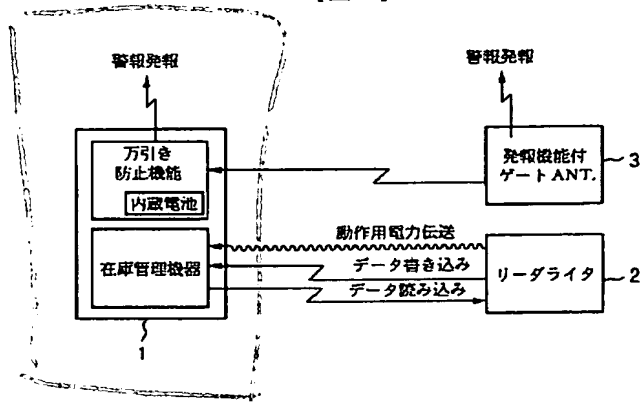 警報発報
警報発報
万引き
防止機能
内蔵電池
発報機能付
ゲートANT.
3
動作用電力伝送
在庫管理機器
データ書き込み
リーダライタ
2
データ読み込み
1